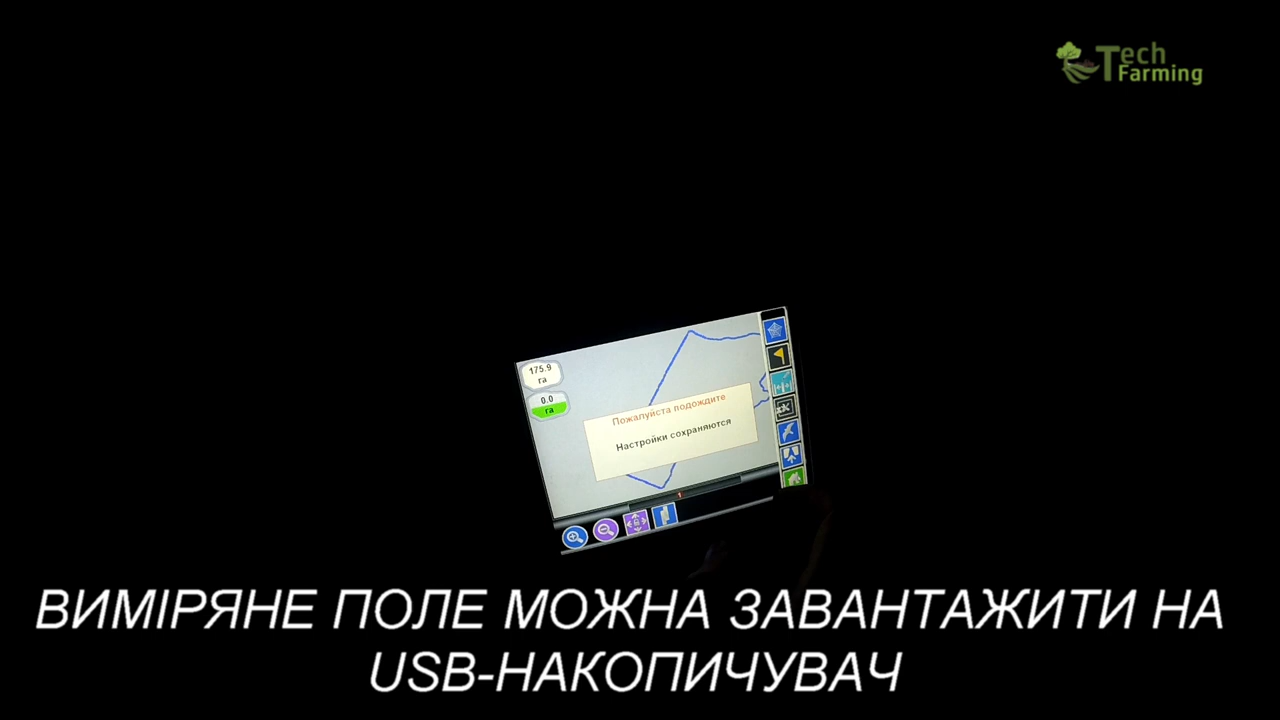 Tech
Farming
175.9
га
0.0
га
Пожалуйста подождите
Настройки сохраняются
1
ВИМІРЯНЕ ПОЛЕ МОЖНА ЗАВАНТАЖИТИ НА
USB-НАКОПИЧУВАЧ